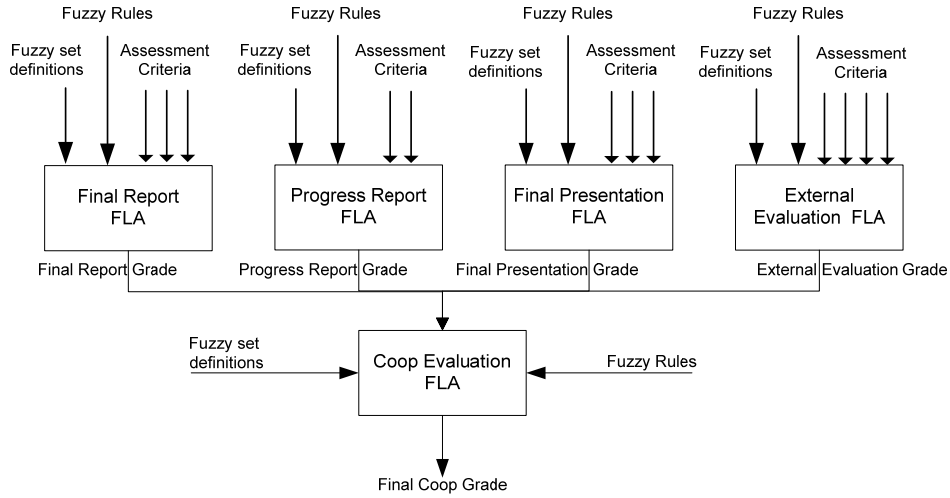 Fuzzy Rules
Fuzzy Rules
Fuzzy Rules
Fuzzy Rules
Fuzzy set
definitions
Assessment
Criteria
Fuzzy set
definitions
Assessment
Criteria
Fuzzy set
definitions
Assessment
Criteria
Fuzzy set
definitions
Assessment
Criteria
Final Report
FLA
Progress Report
FLA
Final Presentation
FLA
External
Evaluation FLA
Final Report Grade
Progress Report Grade
Final Presentation Grade
External Evaluation Grade
Fuzzy set
definitions
Coop Evaluation
FLA
Fuzzy Rules
Final Coop Grade